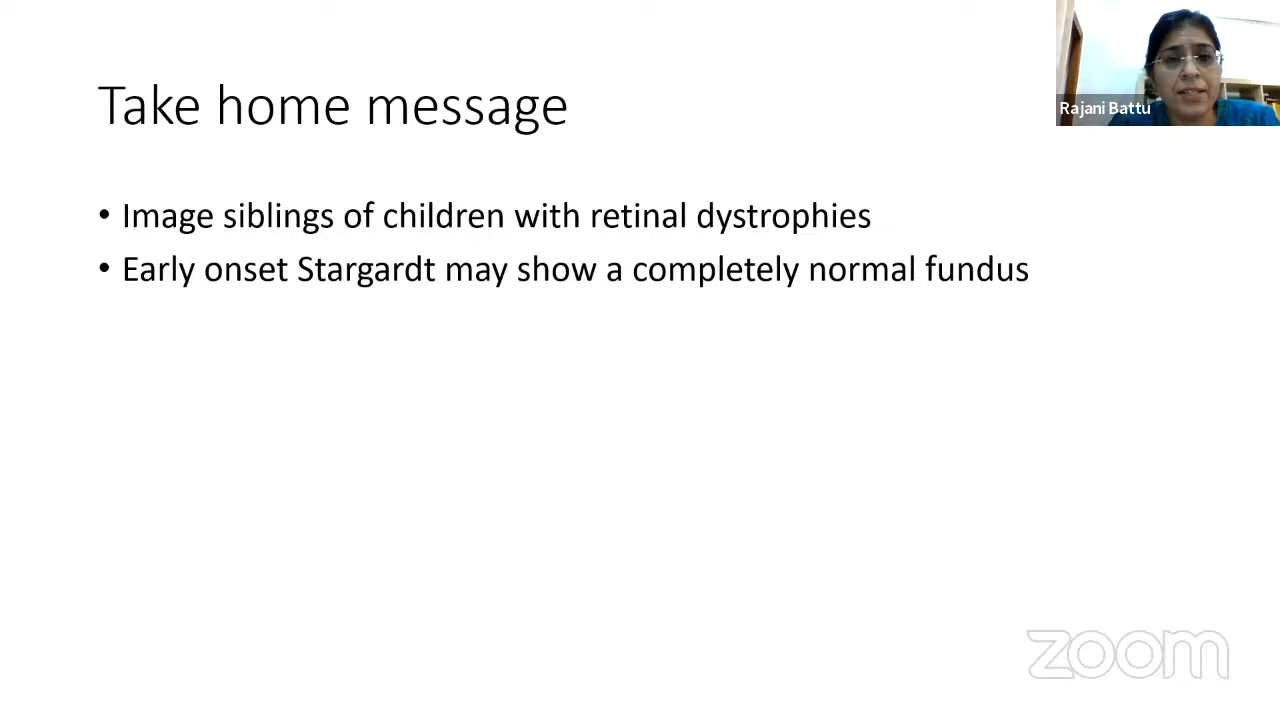 Take home message
Rajani Battu
• Image siblings of children with retinal dystrophies
• Early onset Stargardt may show a completely normal fundus
zoom